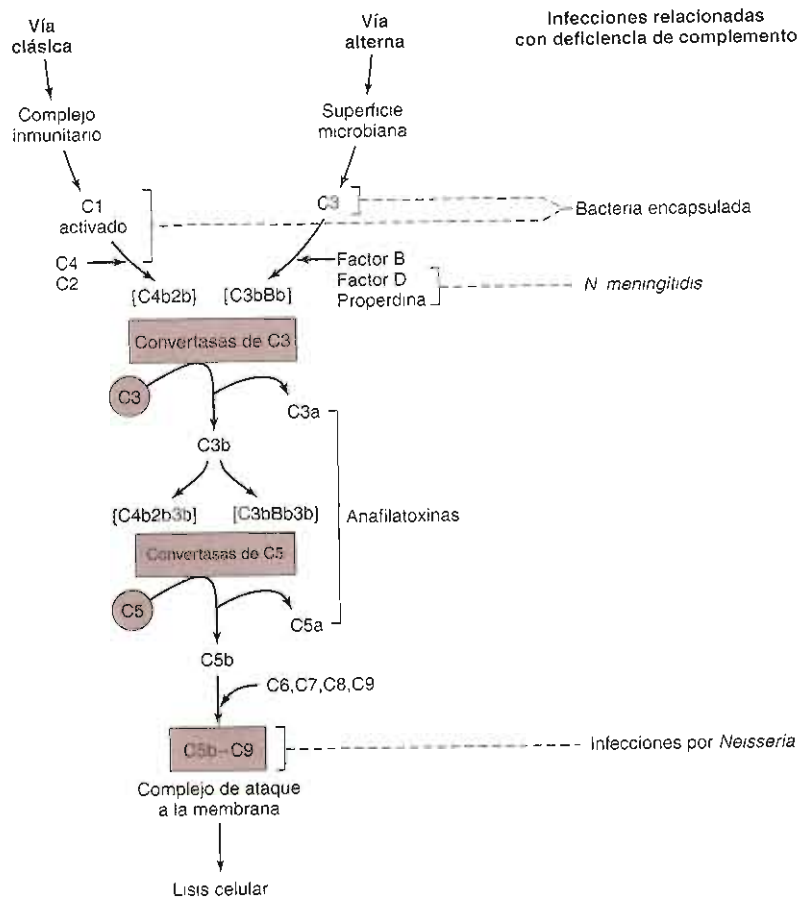 Vía
clásica
Vía
alterna
Infecciones relacionadas
con deficiencia de complemento
Complejo
inmunitario
Superficie
microbiana
C1
activado
C3
Bacteria encapsulada
C4
C2
[C4b2b}
[C3bBb]
Factor B
Factor D
Properdina
N meningitidis
Convertasas de C3
C3
C3a
C3b
[C4b2b3b]
[C3bBb3b]
Anafilatoxinas
Convertasas de C5
C5
C5a
C5b
C6,C7,C8,C9
C5b-C9
Infecciones por Neisseria
Complejo de ataque
a la membrana
Lisis celular